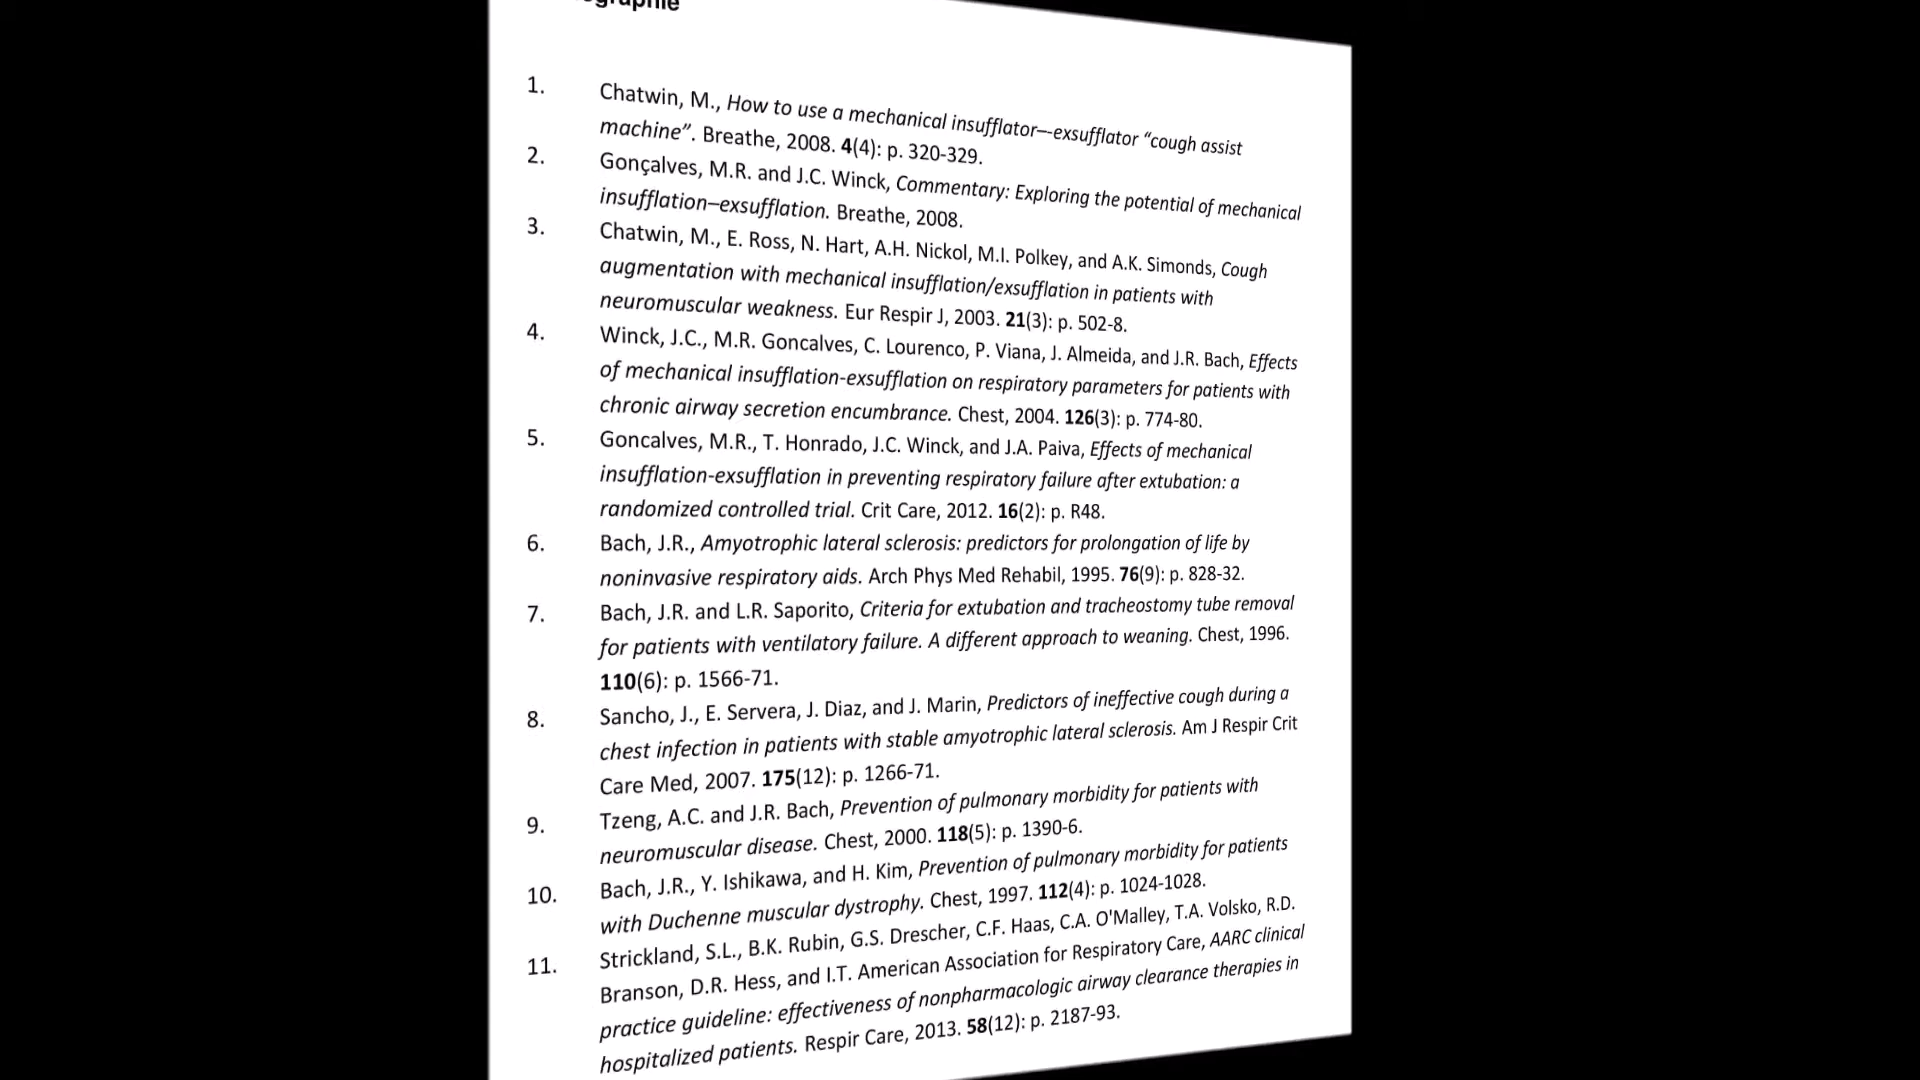 1. Chatwin, M., How to use a mechanical insufflator–-exsufflator “cough assist
machine”. Breathe, 2008. 4(4): p. 320-329.
2. Gonçalves, M.R. and J.C. Winck, Commentary: Exploring the potential of mechanical
insufflation–exsufflation. Breathe, 2008.
3. Chatwin, M., E. Ross, N. Hart, A.H. Nickol, M.I. Polkey, and A.K. Simonds, Cough
augmentation with mechanical insufflation/exsufflation in patients with
neuromuscular weakness. Eur Respir J, 2003. 21(3): p. 502-8.
4. Winck, J.C., M.R. Goncalves, C. Lourenco, P. Viana, J. Almeida, and J.R. Bach, Effects
of mechanical insufflation-exsufflation on respiratory parameters for patients with
chronic airway secretion encumbrance. Chest, 2004. 126(3): p. 774-80.
5. Goncalves, M.R., T. Honrado, J.C. Winck, and J.A. Paiva, Effects of mechanical
insufflation-exsufflation in preventing respiratory failure after extubation: a
randomized controlled trial. Crit Care, 2012. 16(2): p. R48.
6. Bach, J.R., Amyotrophic lateral sclerosis: predictors for prolongation of life by
noninvasive respiratory aids. Arch Phys Med Rehabil, 1995. 76(9): p. 828-32.
7. Bach, J.R. and L.R. Saporito, Criteria for extubation and tracheostomy tube removal
for patients with ventilatory failure. A different approach to weaning. Chest, 1996.
110(6): p. 1566-71.
8. Sancho, J., E. Servera, J. Diaz, and J. Marin, Predictors of ineffective cough during a
chest infection in patients with stable amyotrophic lateral sclerosis. Am J Respir Crit
Care Med, 2007. 175(12): p. 1266-71.
9. Tzeng, A.C. and J.R. Bach, Prevention of pulmonary morbidity for patients with
neuromuscular disease. Chest, 2000. 118(5): p. 1390-6.
10. Bach, J.R., Y. Ishikawa, and H. Kim, Prevention of pulmonary morbidity for patients
with Duchenne muscular dystrophy. Chest, 1997. 112(4): p. 1024-1028.
11. Strickland, S.L., B.K. Rubin, G.S. Drescher, C.F. Haas, C.A. O'Malley, T.A. Volsko, R.D.
Branson, D.R. Hess, and I.T. American Association for Respiratory Care, AARC clinical
practice guideline: effectiveness of nonpharmacologic airway clearance therapies in
hospitalized patients. Respir Care, 2013. 58(12): p. 2187-93.